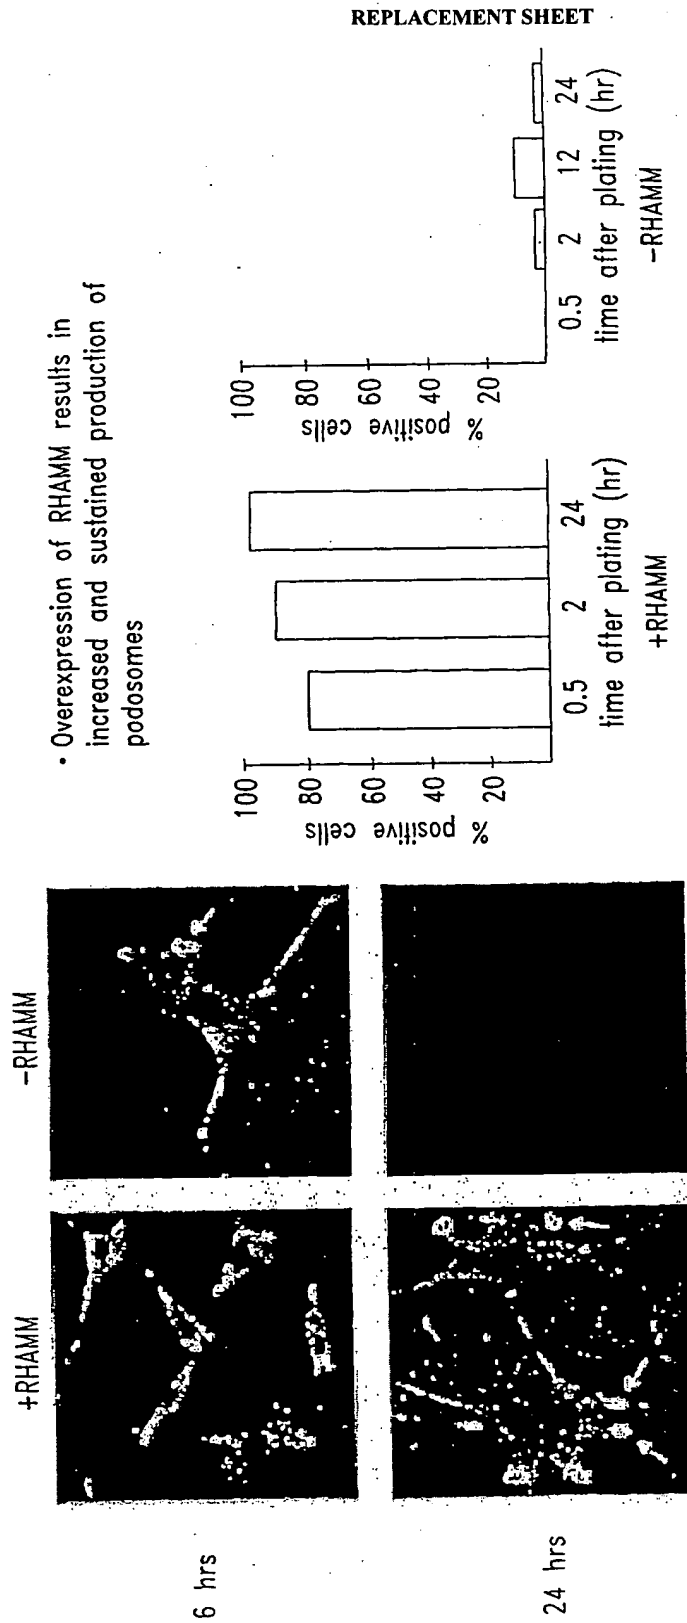 REPLACEMENT SHEET
+RHAMM
-RHAMM
6 hrs
24 hrs
• Overexpression of RHAMM results in
increased and sustained production of
podosomes
% positive cells
100
80
60
40
20
0.5 2 24
time after plating (hr)
+RHAMM
% positive cells
100
80
60
40
20
0.5 2 12 24
time after plating (hr)
-RHAMM